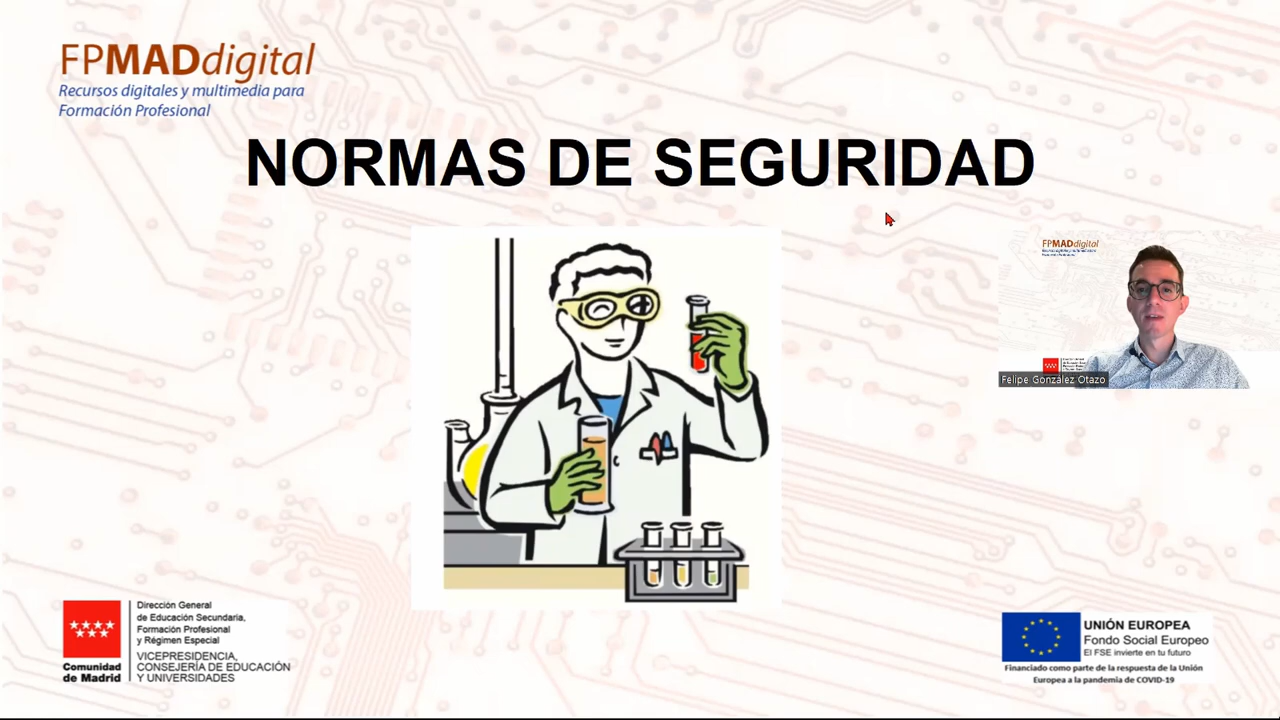 FPMADdigital
Recursos digitales y multimedia para
Formación Profesional
NORMAS DE SEGURIDAD
FPMADdigital
Felipe González Otazo
Comunidad
de Madrid
Dirección General
de Educación Secundaria,
Formación Profesional
y Régimen Especial
VICEPRESIDENCIA,
CONSEJERÍA DE EDUCACIÓN
Y UNIVERSIDADES
UNIÓN EUROPEA
Fondo Social Europeo
El FSE invierte en tu futuro
Financiado como parte de la respuesta de la Unión
Europea a la pandemia de COVID-19